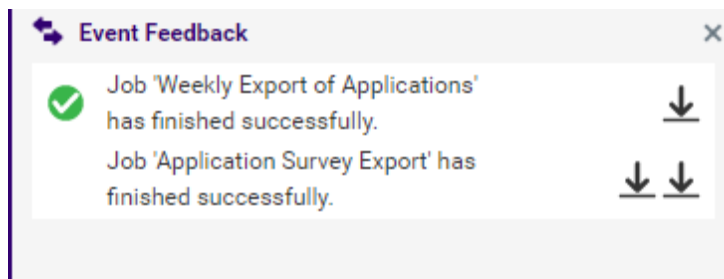 Event Feedback
Job 'Weekly Export of Applications'
has finished successfully.
Job 'Application Survey Export' has
finished successfully.